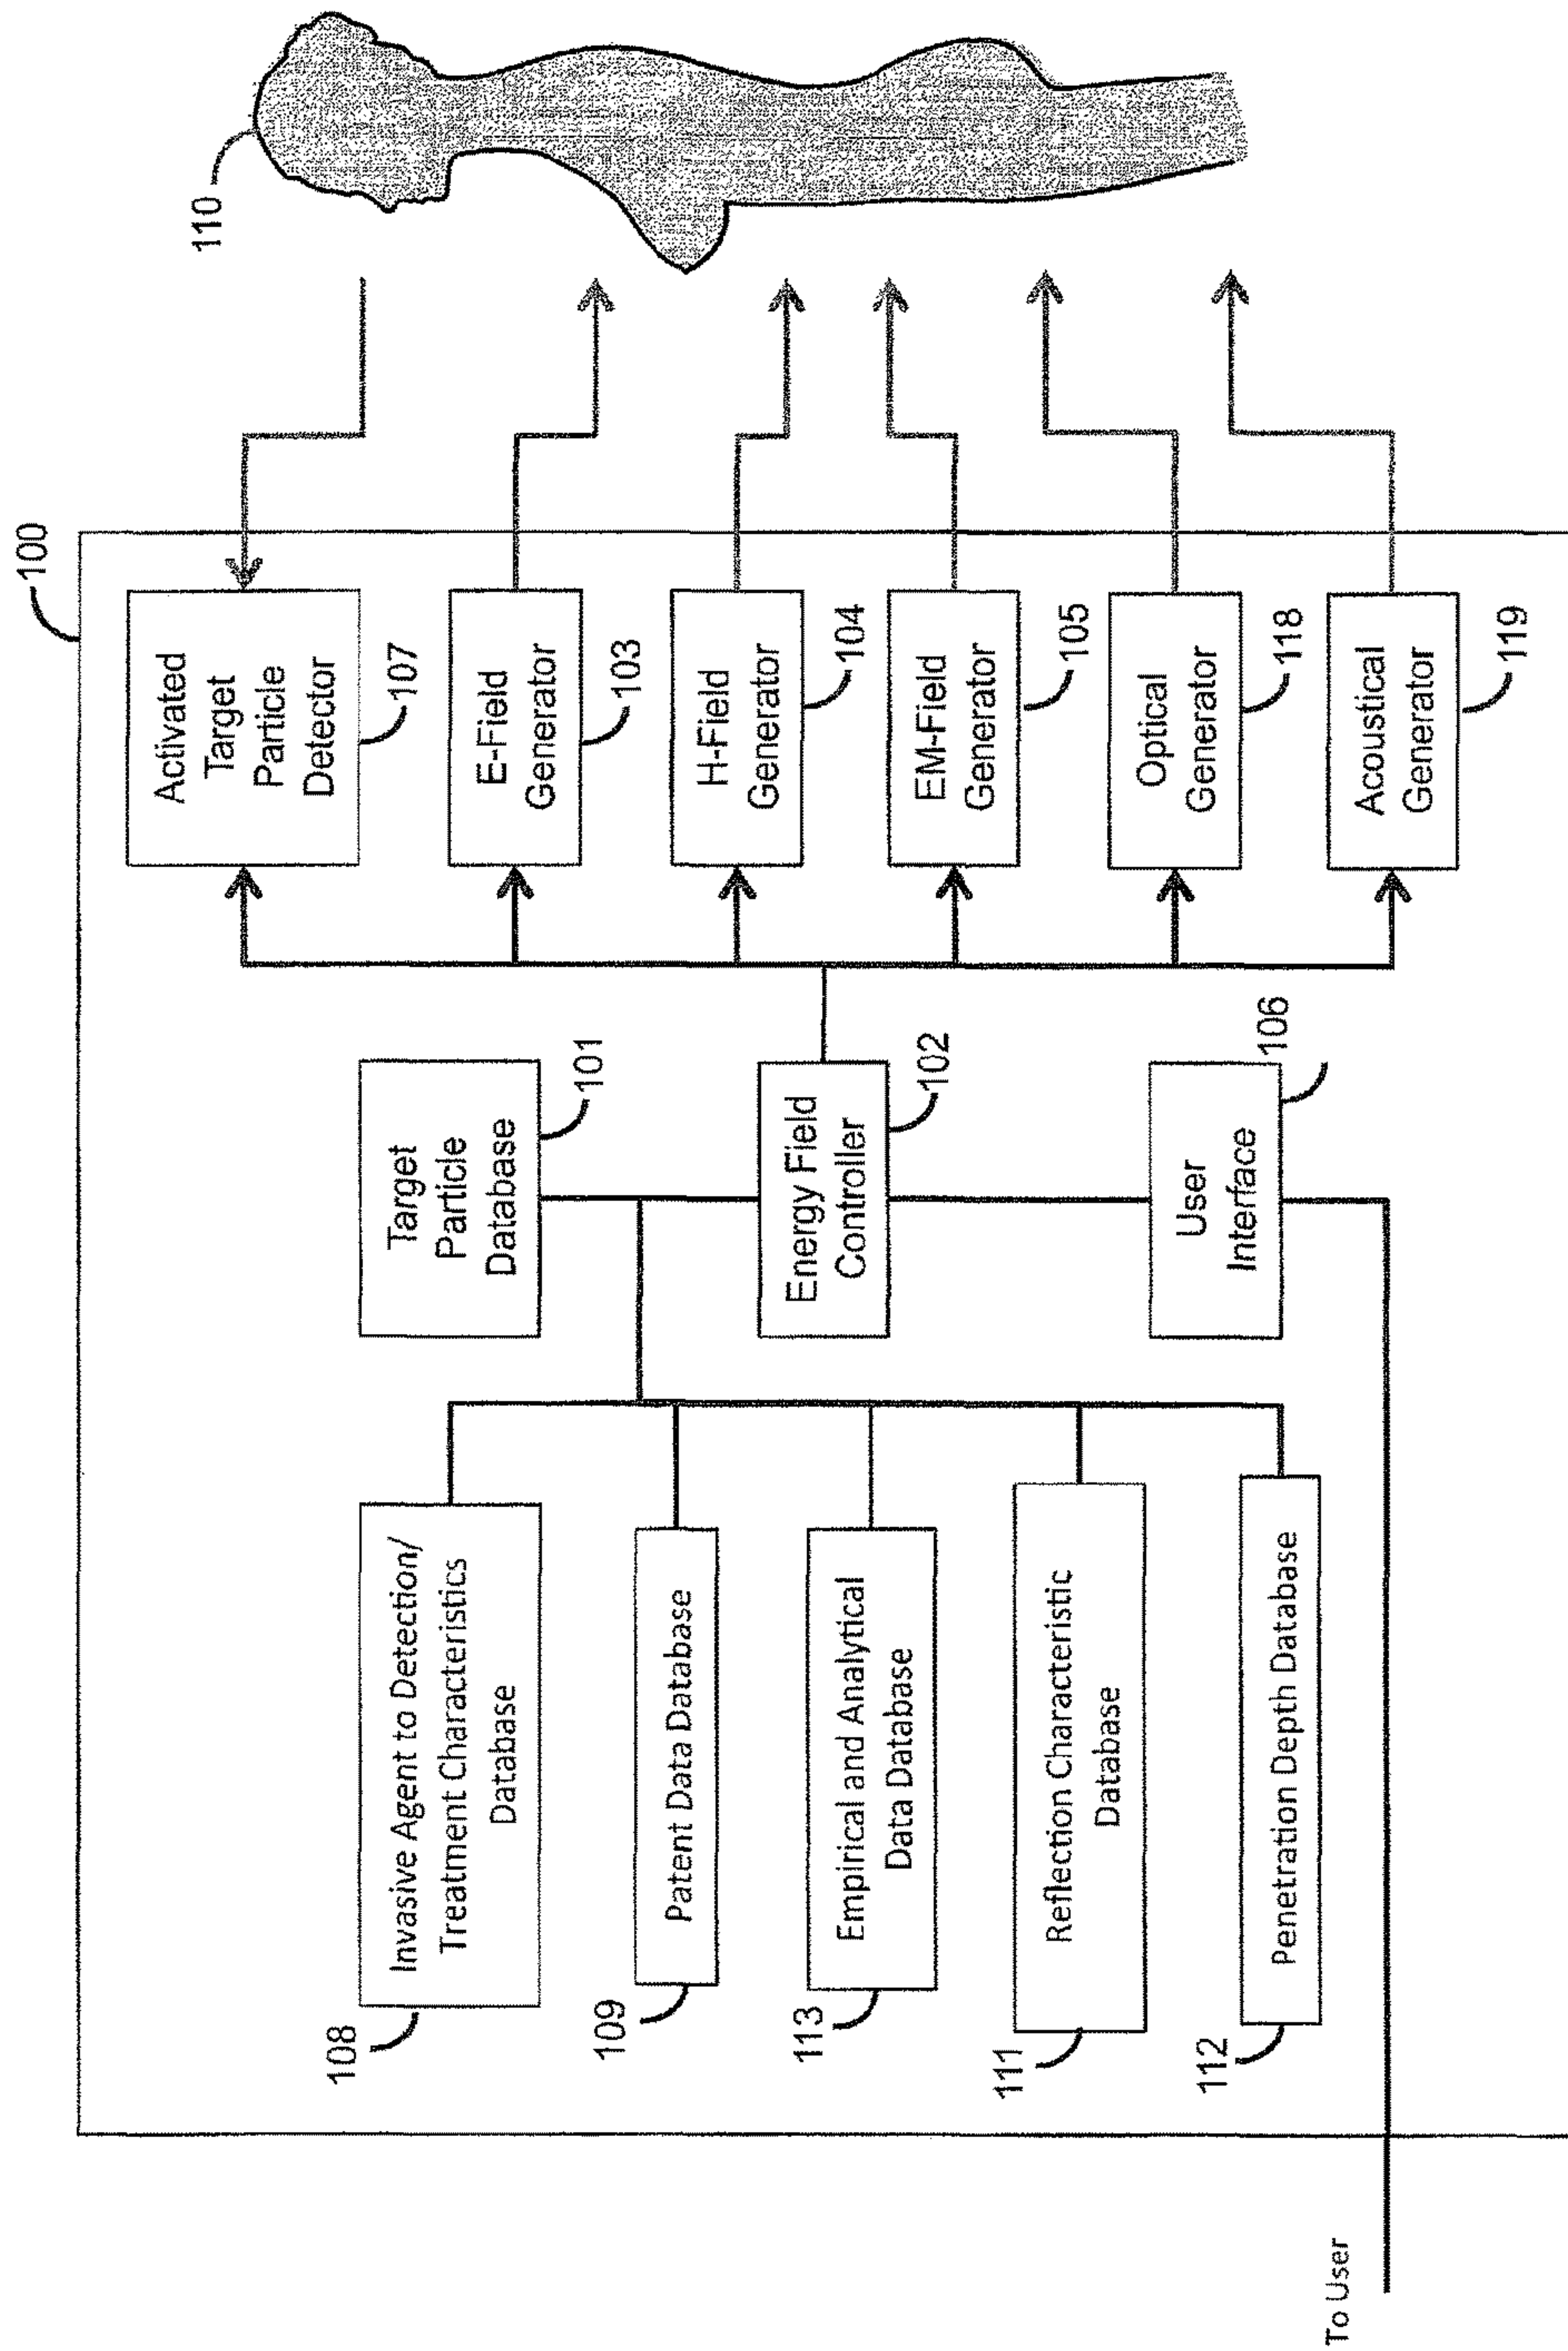 100
110
Invasive Agent to Detection/
Treatment Characteristics
Database
108
Patent Data Database
109
Empirical and Analytical
Data Database
113
Reflection Characteristic
Database
111
Penetration Depth Database
112
Target
Particle
Database
101
Energy Field
Controller
102
User
Interface
106
Activated
Target
Particle
Detector
107
E-Field
Generator
103
H-Field
Generator
104
EM-Field
Generator
105
Optical
Generator
118
Acoustical
Generator
119
To User